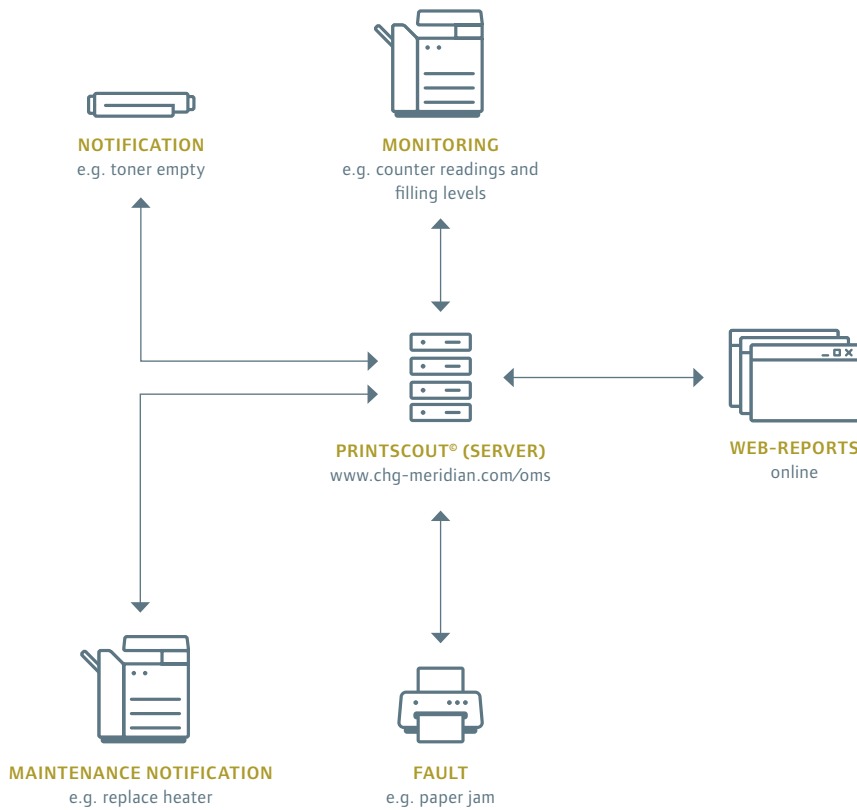 NOTIFICATION
e.g. toner empty
MONITORING
e.g. counter readings and
filling levels
PRINTSCOUT© (SERVER)
www.chg-meridian.com/oms
WEB-REPORTS
online
MAINTENANCE NOTIFICATION
e.g. replace heater
FAULT
e.g. paper jam